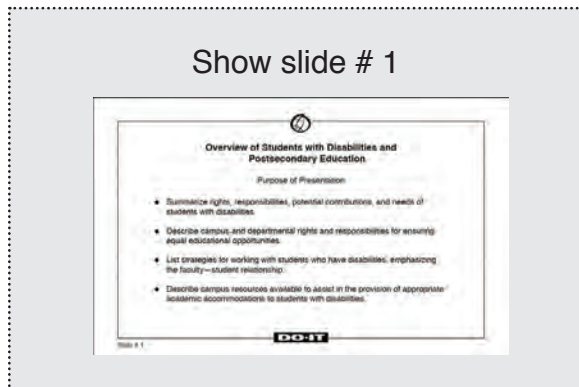 Show slide # 1
Overview of Students with Disabilities and
Postsecondary Education
Purpose of Presentation
◆ Summarize rights, responsibilities, potential contributions, and needs of
students with disabilities.
◆ Describe campus and departmental rights and responsibilities for ensuring
equal educational opportunities.
◆ List strategies for working with students who have disabilities, emphasizing
the faculty—student relationship.
◆ Describe campus resources available to assist in the provision of appropriate
academic accommodations to students with disabilities.
DO-IT
Slide # 1